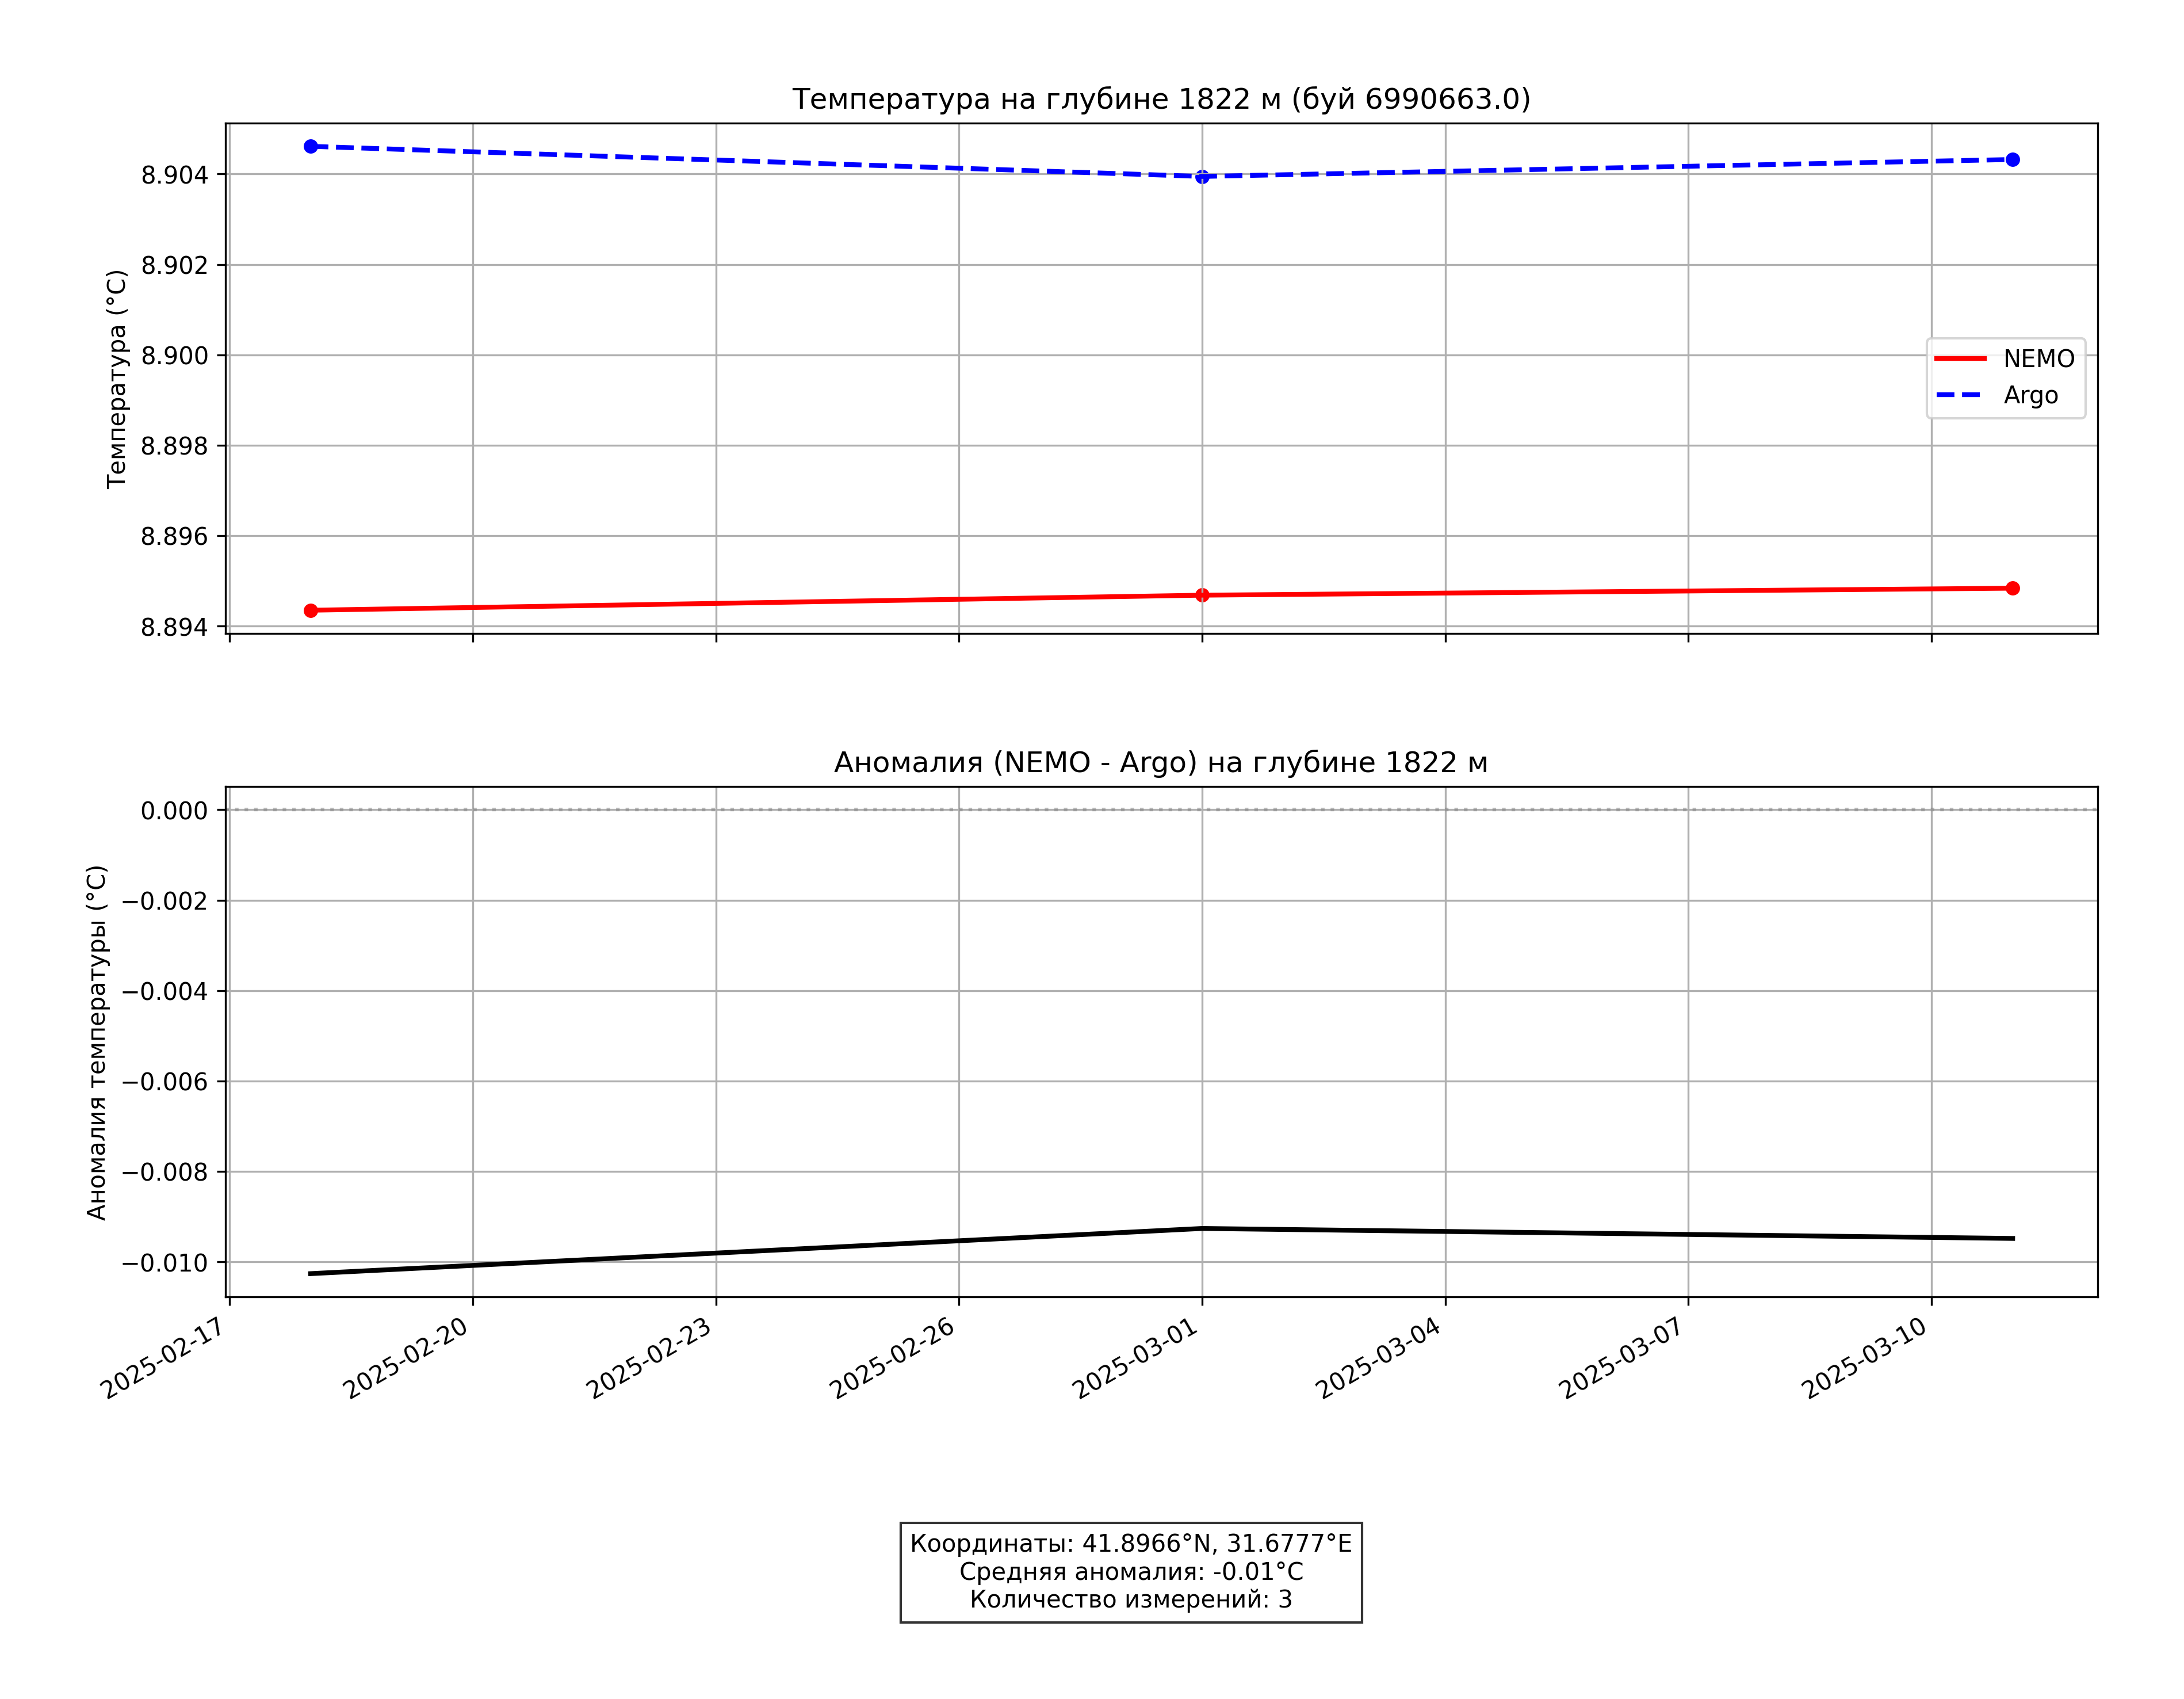 Температура на глубине 1822 м (буй 6990663.0)
Температура (°C)
8.904
8.902
8.900
8.898
8.896
8.894
NEMO
Argo
Аномалия (NEMO - Argo) на глубине 1822 м
Аномалия температуры (°C)
0.000
−0.002
−0.004
−0.006
−0.008
−0.010
2025-02-17
2025-02-20
2025-02-23
2025-02-26
2025-03-01
2025-03-04
2025-03-07
2025-03-10
Координаты: 41.8966°N, 31.6777°E
Средняя аномалия: -0.01°C
Количество измерений: 3